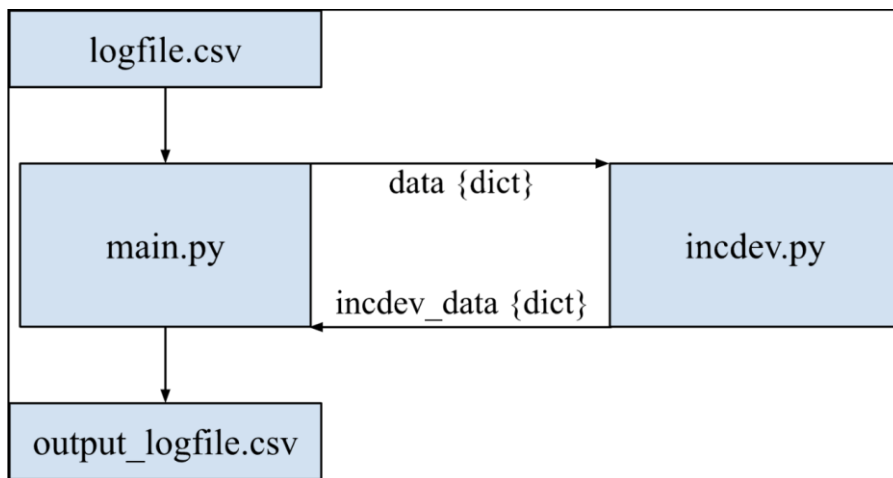 logfile.csv
data {dict}
main.py
incdev.py
incdev_data {dict}
output_logfile.csv